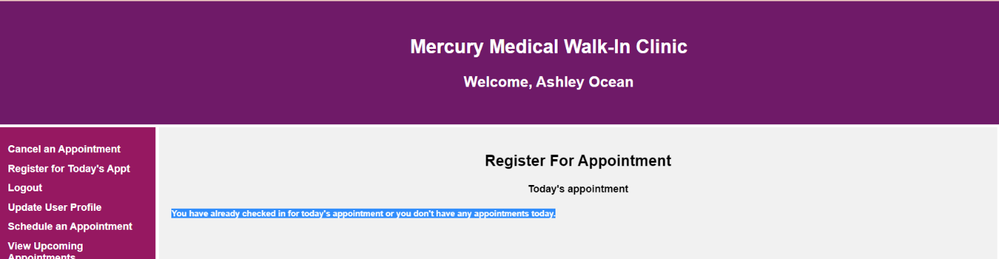 Mercury Medical Walk-In Clinic
Welcome, Ashley Ocean
Cancel an Appointment
Register for Today's Appt
Logout
Update User Profile
Schedule an Appointment
View Upcoming
Appointments
Register For Appointment
Today's appointment
You have already checked in for today's appointment or you don't have any appointments today.